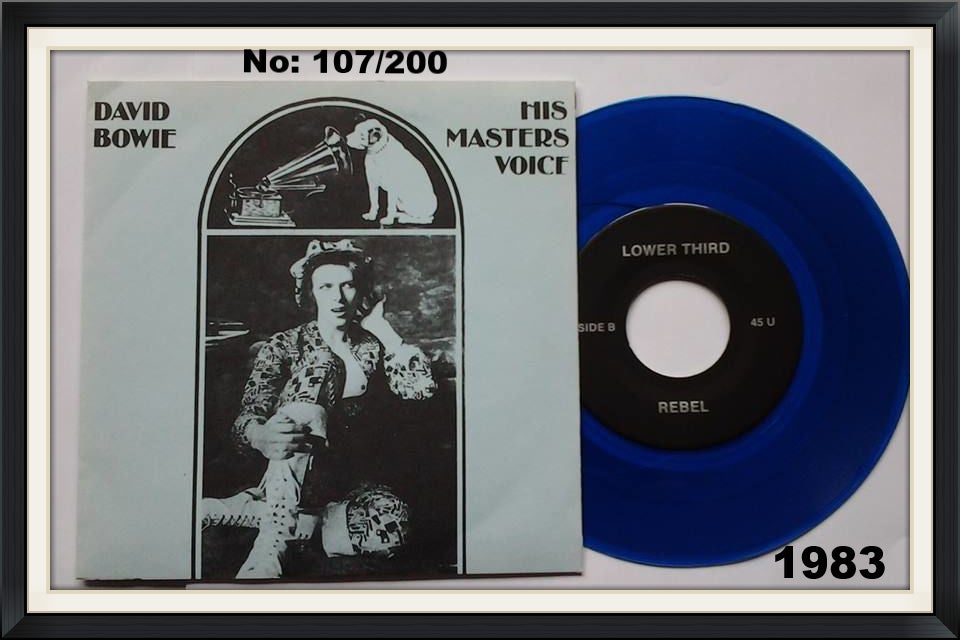 No: 107/200
DAVID
BOWIE
HIS
MASTERS
VOICE
LOWER THIRD
SIDE B
45 U
REBEL
1983